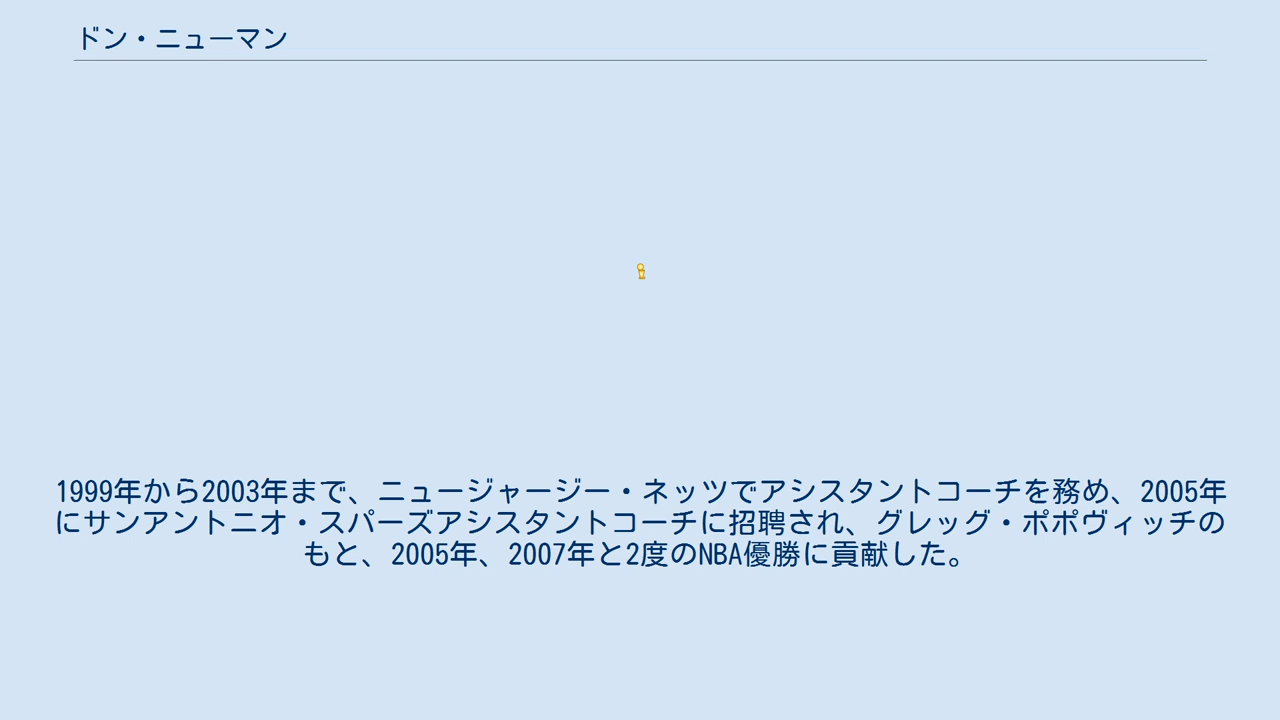 ドン・ニューマン
1999年から2003年まで、ニュージャージー・ネッツでアシスタントコーチを務め、2005年
にサンアントニオ・スパーズアシスタントコーチに招聘され、グレッグ・ポポヴィッチの
もと、2005年、2007年と2度のNBA優勝に貢献した。